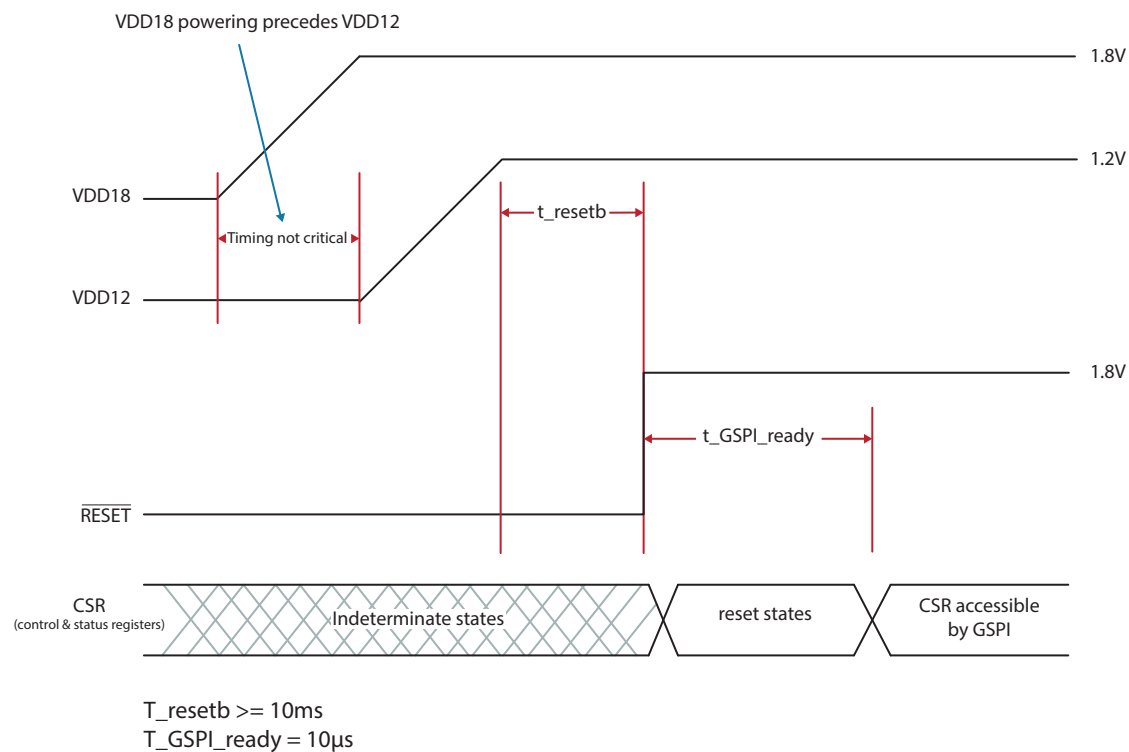 VDD18 powering precedes VDD12
1.8V
1.2V
VDD18
t_resetb
Timing not critical
VDD12
1.8V
t_GSPI_ready
RESET
CSR
(control & status registers)
Indeterminate states
reset states
CSR accessible
by GSPI
T_resetb >= 10ms
T_GSPI_ready = 10µs